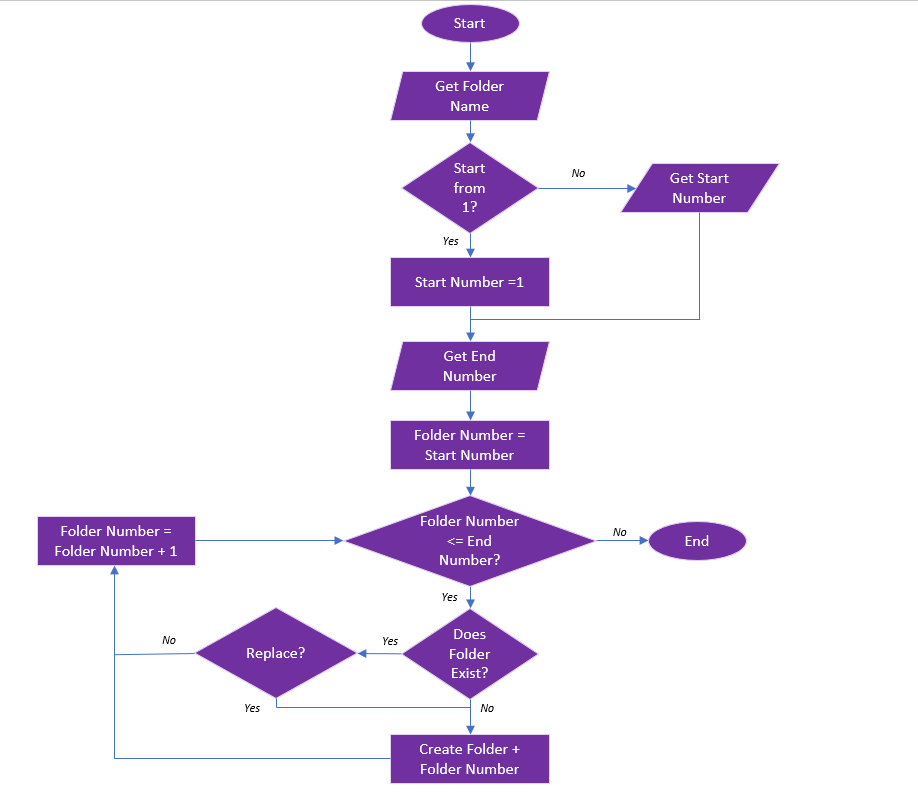 Start
Get Folder
Name
Start
from
1?
No
Get Start
Number
Yes
Start Number =1
Get End
Number
Folder Number =
Start Number
Folder Number =
Folder Number + 1
Folder Number
<= End
Number?
No
End
Yes
Does
Folder
Exist?
Yes
Replace?
No
Yes
No
Create Folder +
Folder Number